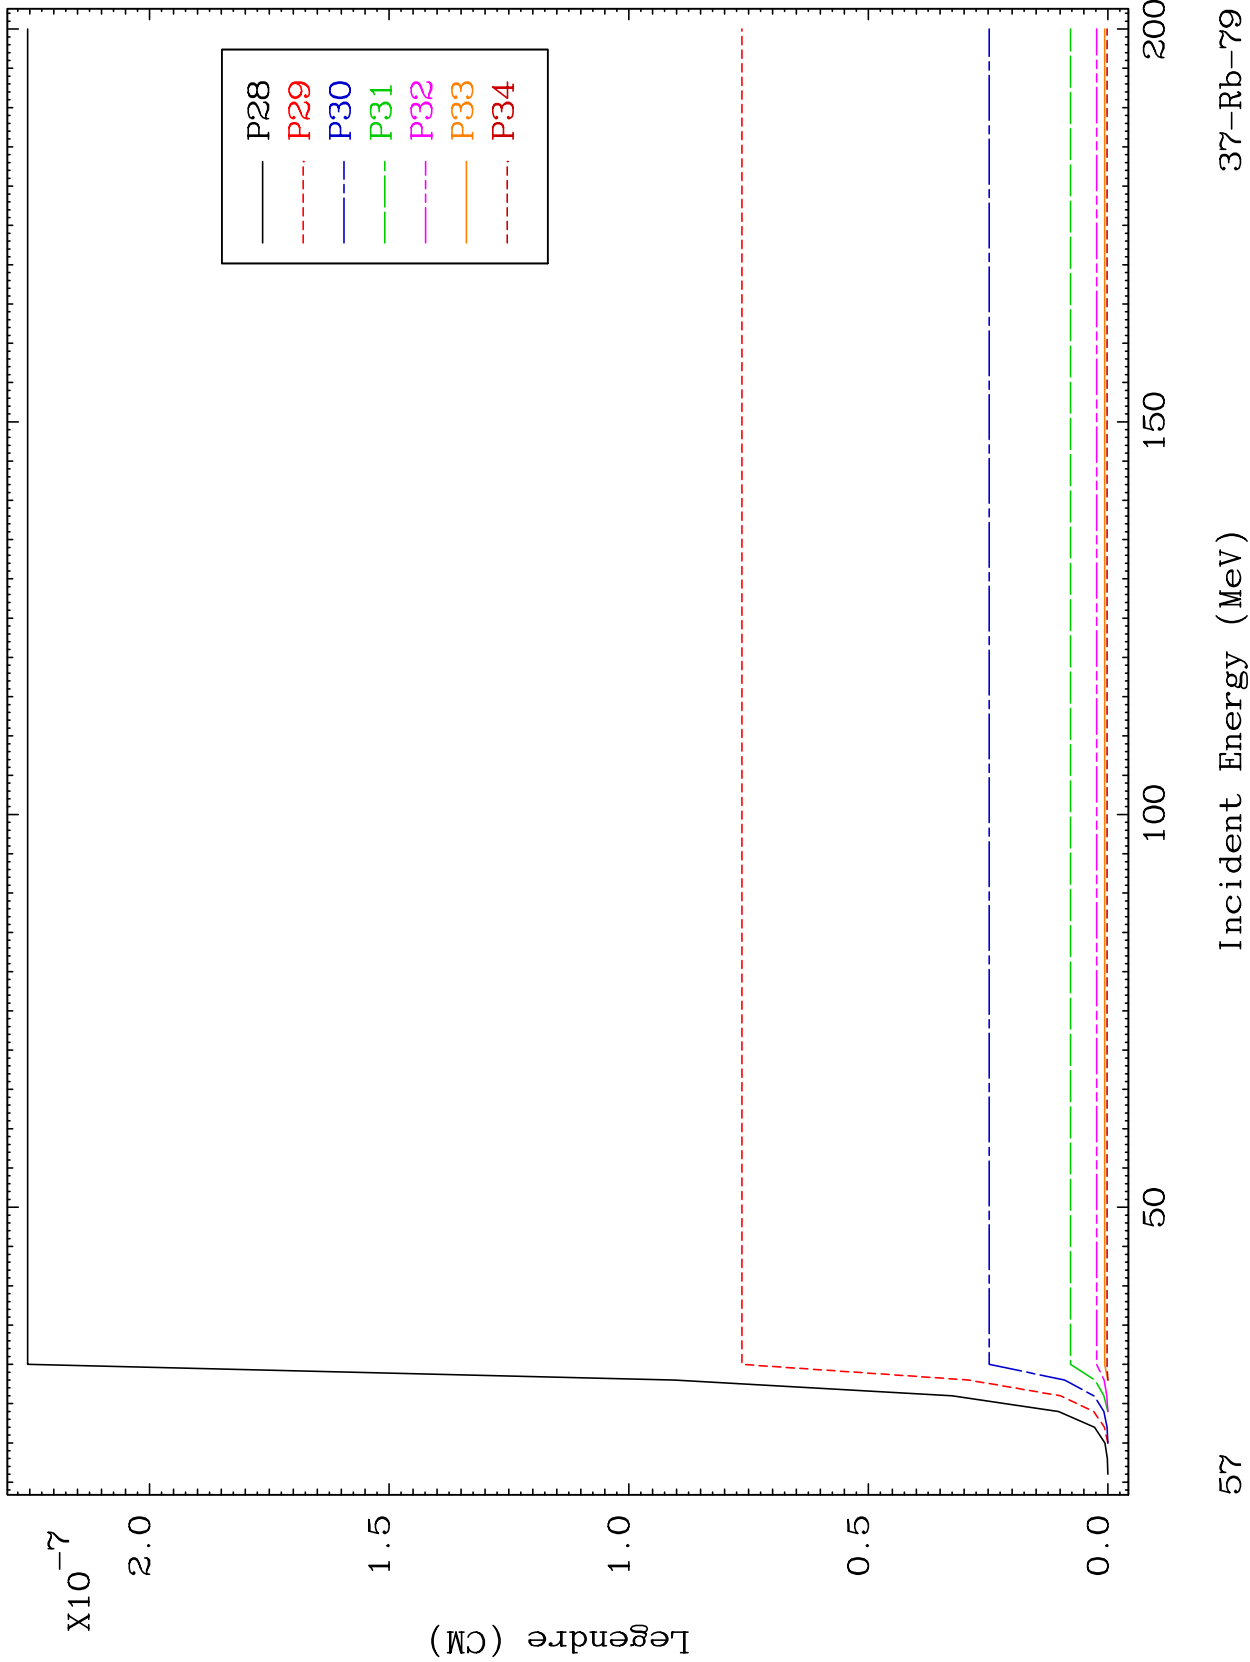 X10-7
2.0
1.5
1.0
0.5
0.0
Legendre (CM)
P28
P29
P30
P31
P32
P33
P34
50
100
150
200
Incident Energy (MeV)
57
37-Rb-79